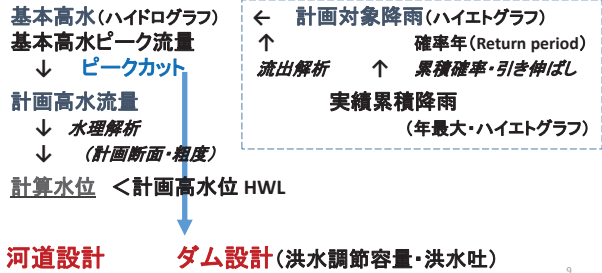 基本高水(ハイドログラフ) ← 計画対象降雨(ハイエトグラフ)
基本高水ピーク流量 ↑ 確率年(Return period)
↓ ピークカット 流出解析 ↑ 累積確率・引き伸ばし
計画高水流量 実績累積降雨
↓ 水理解析 (年最大・ハイエトグラフ)
↓ (計画断面・粗度)
計算水位 <計画高水位 HWL
河道設計 ダム設計(洪水調節容量・洪水吐)
9